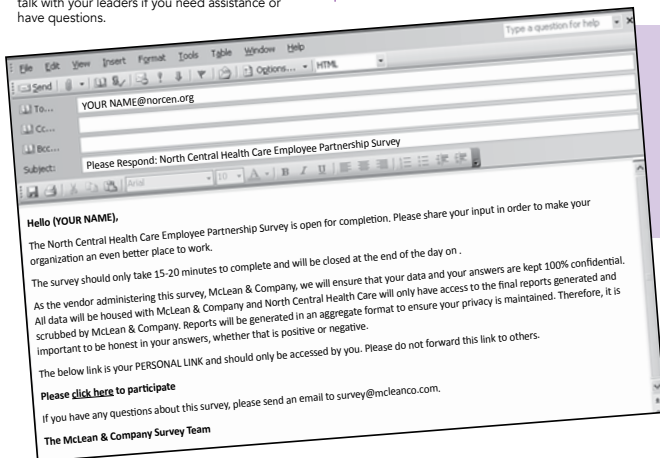 talk with your leaders if you need assistance or
have questions.
Type a question for help
File Edit View Insert Format Tools Table Window Help
Send Options... HTML
To... YOUR NAME@norcen.org
Cc...
Bcc...
Subject: Please Respond: North Central Health Care Employee Partnership Survey
Arial 10 A B I U
Hello (YOUR NAME),
The North Central Health Care Employee Partnership Survey is open for completion. Please share your input in order to make your
organization an even better place to work.
The survey should only take 15-20 minutes to complete and will be closed at the end of the day on .
As the vendor administering this survey, McLean & Company, we will ensure that your data and your answers are kept 100% confidential.
All data will be housed with McLean & Company and North Central Health Care will only have access to the final reports generated and
scrubbed by McLean & Company. Reports will be generated in an aggregate format to ensure your privacy is maintained. Therefore, it is
important to be honest in your answers, whether that is positive or negative.
The below link is your PERSONAL LINK and should only be accessed by you. Please do not forward this link to others.
Please click here to participate
If you have any questions about this survey, please send an email to survey@mcleanco.com.
The McLean & Company Survey Team